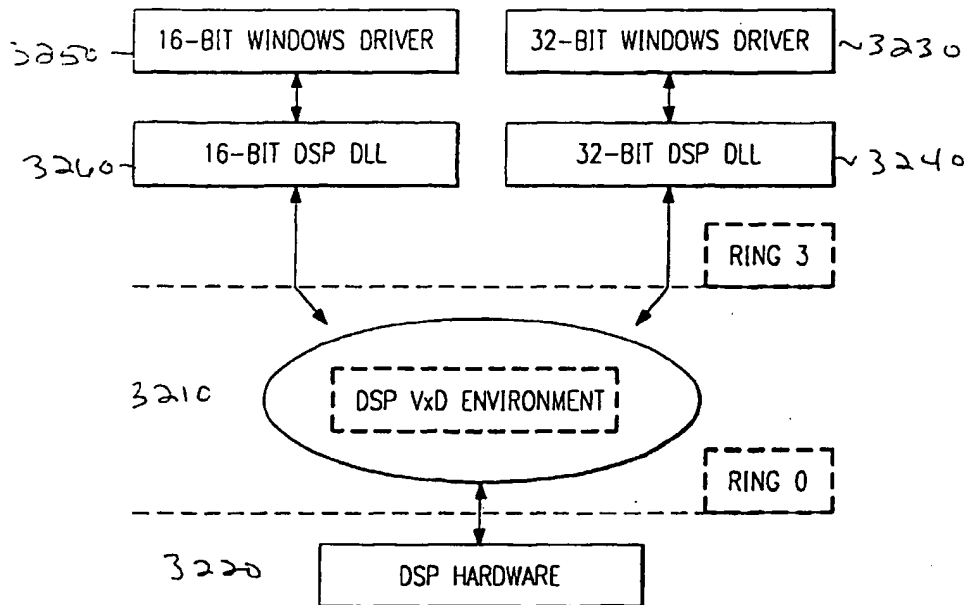 3250 16-BIT WINDOWS DRIVER 32-BIT WINDOWS DRIVER ~3230
3260 16-BIT DSP DLL 32-BIT DSP DLL ~3240
RING 3
3210 DSP VxD ENVIRONMENT
RING 0
3220 DSP HARDWARE